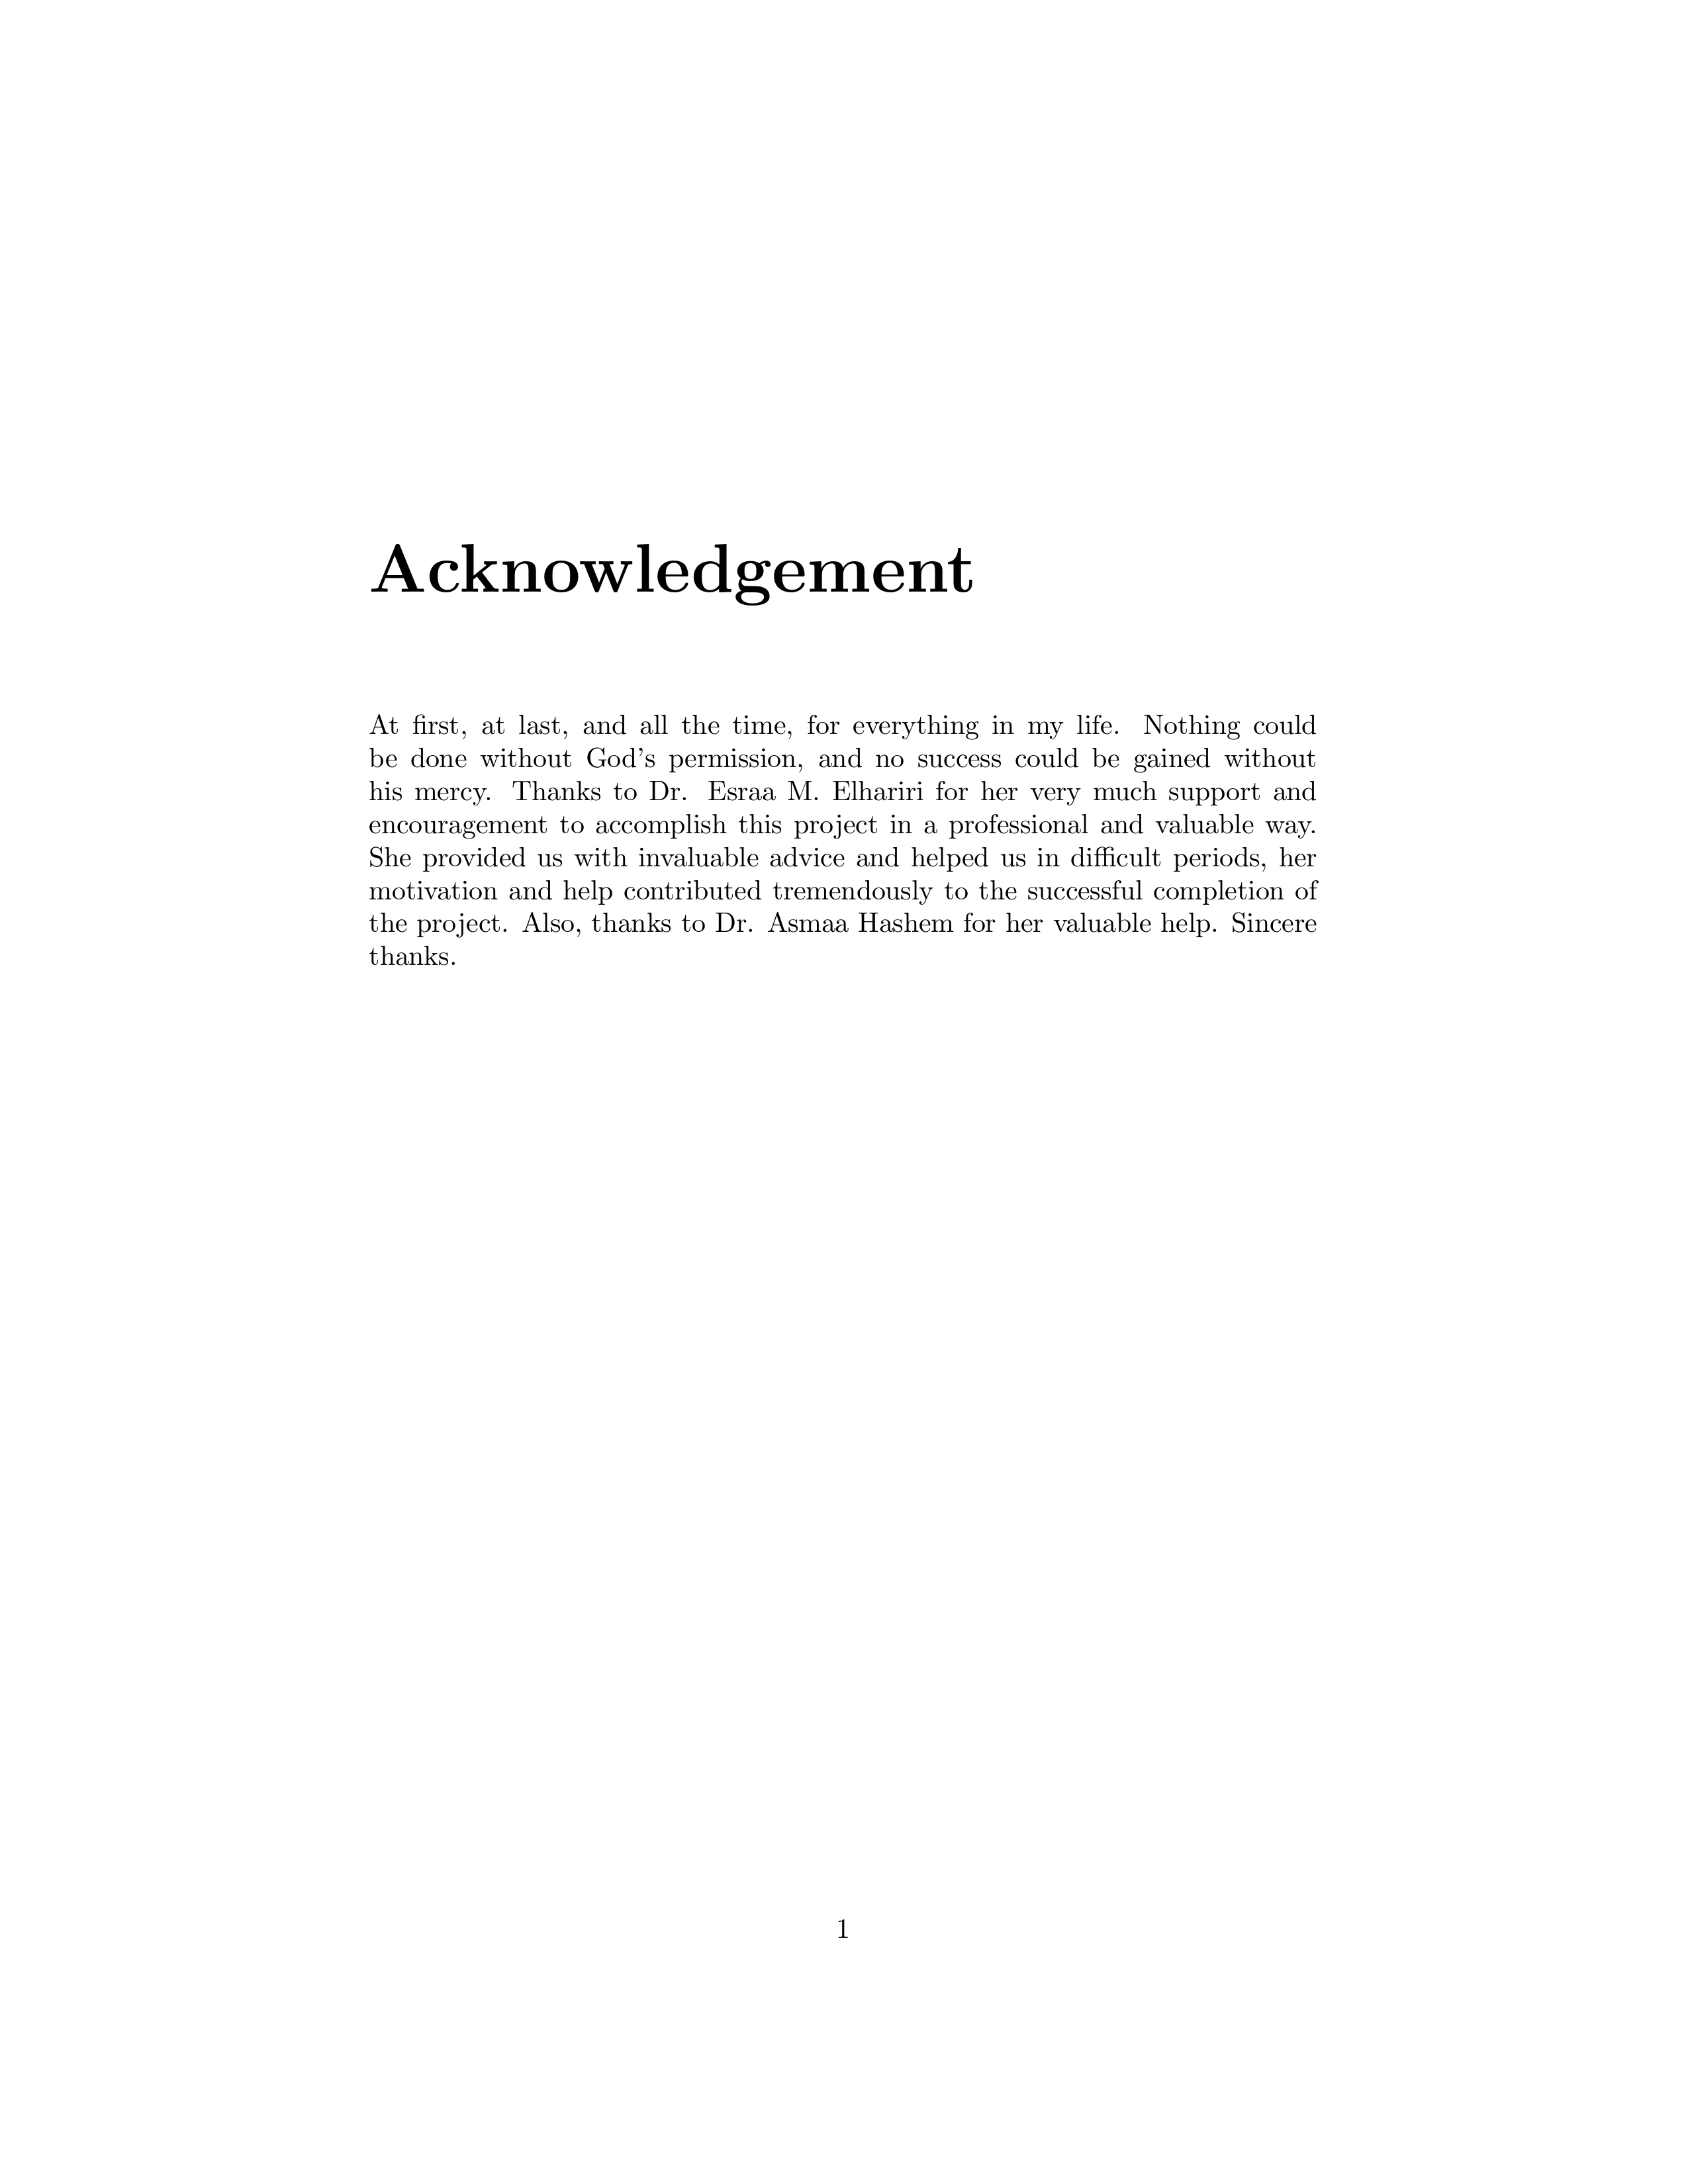 Acknowledgement
At first, at last, and all the time, for everything in my life. Nothing could
be done without God's permission, and no success could be gained without
his mercy. Thanks to Dr. Esraa M. Elhariri for her very much support and
encouragement to accomplish this project in a professional and valuable way.
She provided us with invaluable advice and helped us in difficult periods, her
motivation and help contributed tremendously to the successful completion of
the project. Also, thanks to Dr. Asmaa Hashem for her valuable help. Sincere
thanks.
1